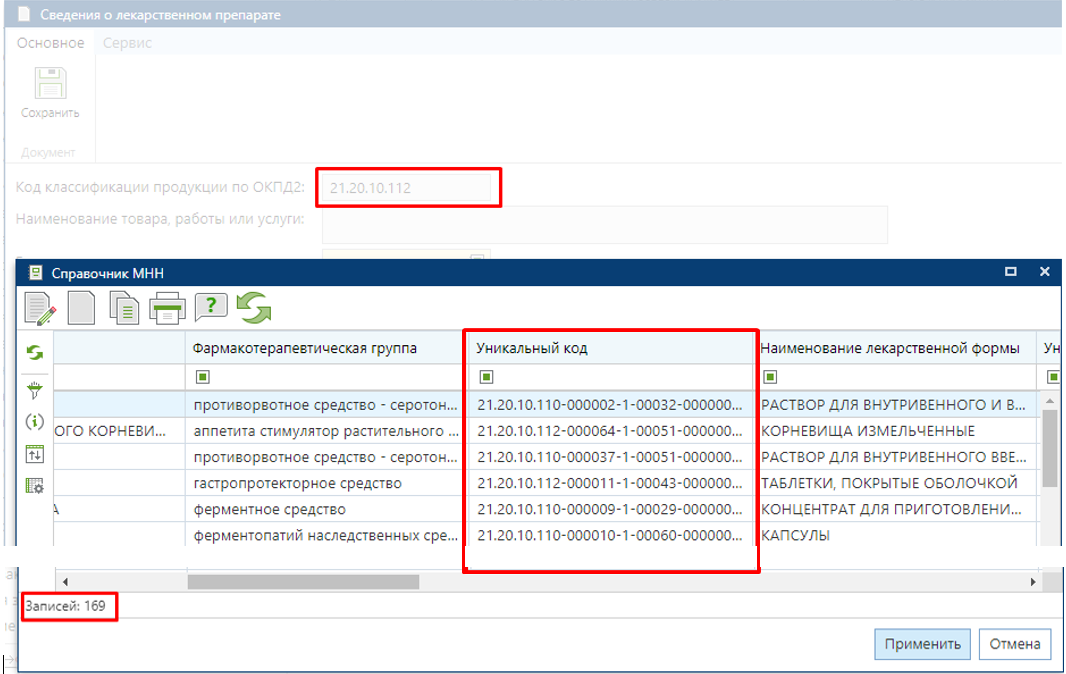 Сведения о лекарственном препарате
Основное Сервис
Сохранить
Документ
Код классификации продукции по ОКПД2: 21.20.10.112
Наименование товара, работы или услуги:
Справочник МНН
Фармакотерапевтическая группа Уникальный код Наименование лекарственной формы Ун
противорвотное средство - серотон... 21.20.10.110-000002-1-00032-000000... РАСТВОР ДЛЯ ВНУТРИВЕННОГО И В...
ОГО КОРНЕВИ... аппетита стимулятор растительного ... 21.20.10.112-000064-1-00051-000000... КОРНЕВИЩА ИЗМЕЛЬЧЕННЫЕ
противорвотное средство - серотон... 21.20.10.110-000037-1-00051-000000... РАСТВОР ДЛЯ ВНУТРИВЕННОГО ВВЕ...
гастропротекторное средство 21.20.10.112-000011-1-00043-000000... ТАБЛЕТКИ, ПОКРЫТЫЕ ОБОЛОЧКОЙ
А ферментное средство 21.20.10.110-000009-1-00029-000000... КОНЦЕНТРАТ ДЛЯ ПРИГОТОВЛЕНИ...
ферментопатий наследственных сре... 21.20.10.110-000010-1-00060-000000... КАПСУЛЫ
Записей: 169
Применить Отмена